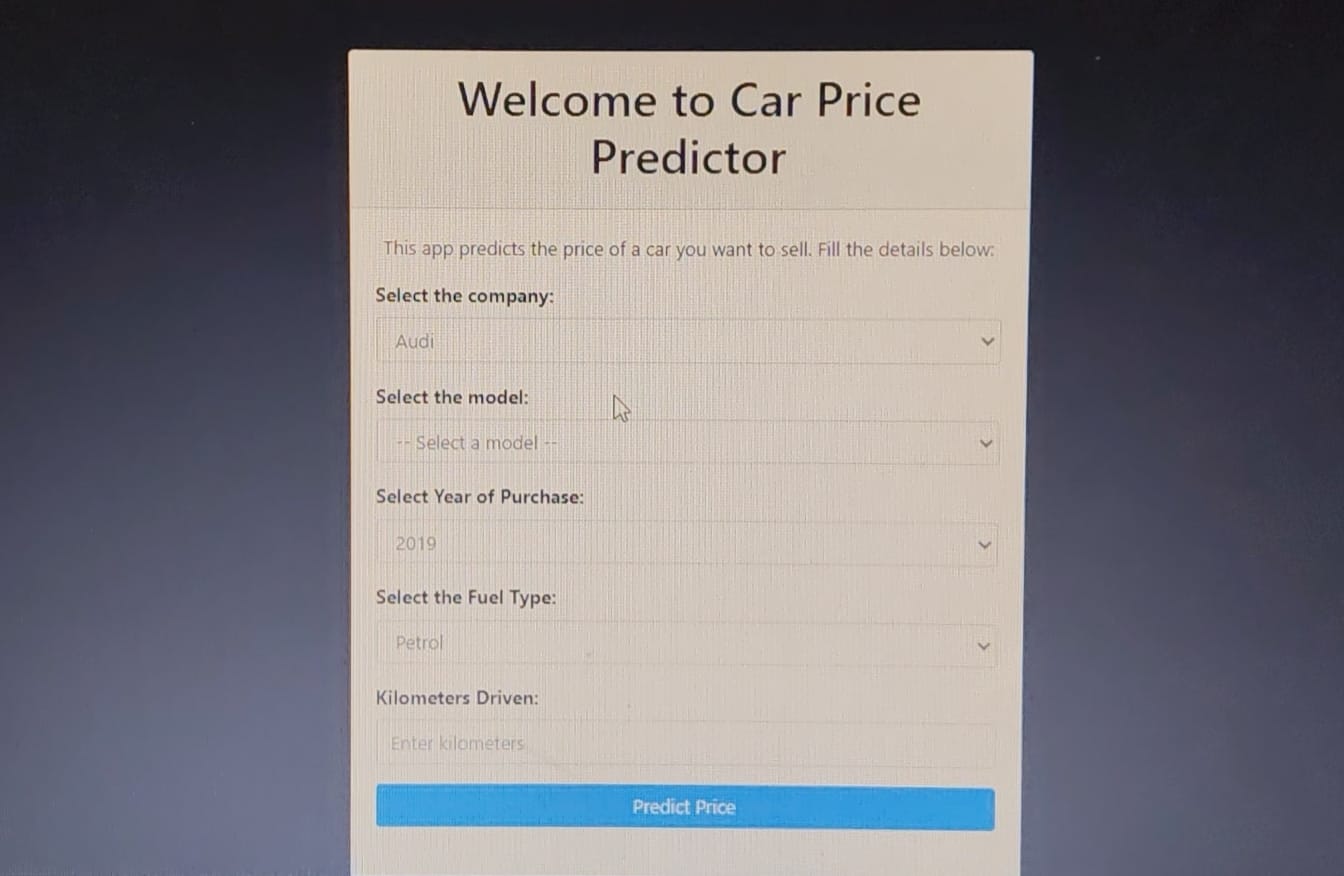 Welcome to Car Price
Predictor
This app predicts the price of a car you want to sell. Fill the details below:
Select the company:
Audi
Select the model:
-- Select a model --
Select Year of Purchase:
2019
Select the Fuel Type:
Petrol
Kilometers Driven:
Enter kilometers
Predict Price